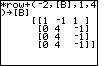 *row+(-2,[B],1,4
)→[B]
[[1 -1 1 ]
[0 4 -1]
[0 4 -1]
[0 4 -1]]